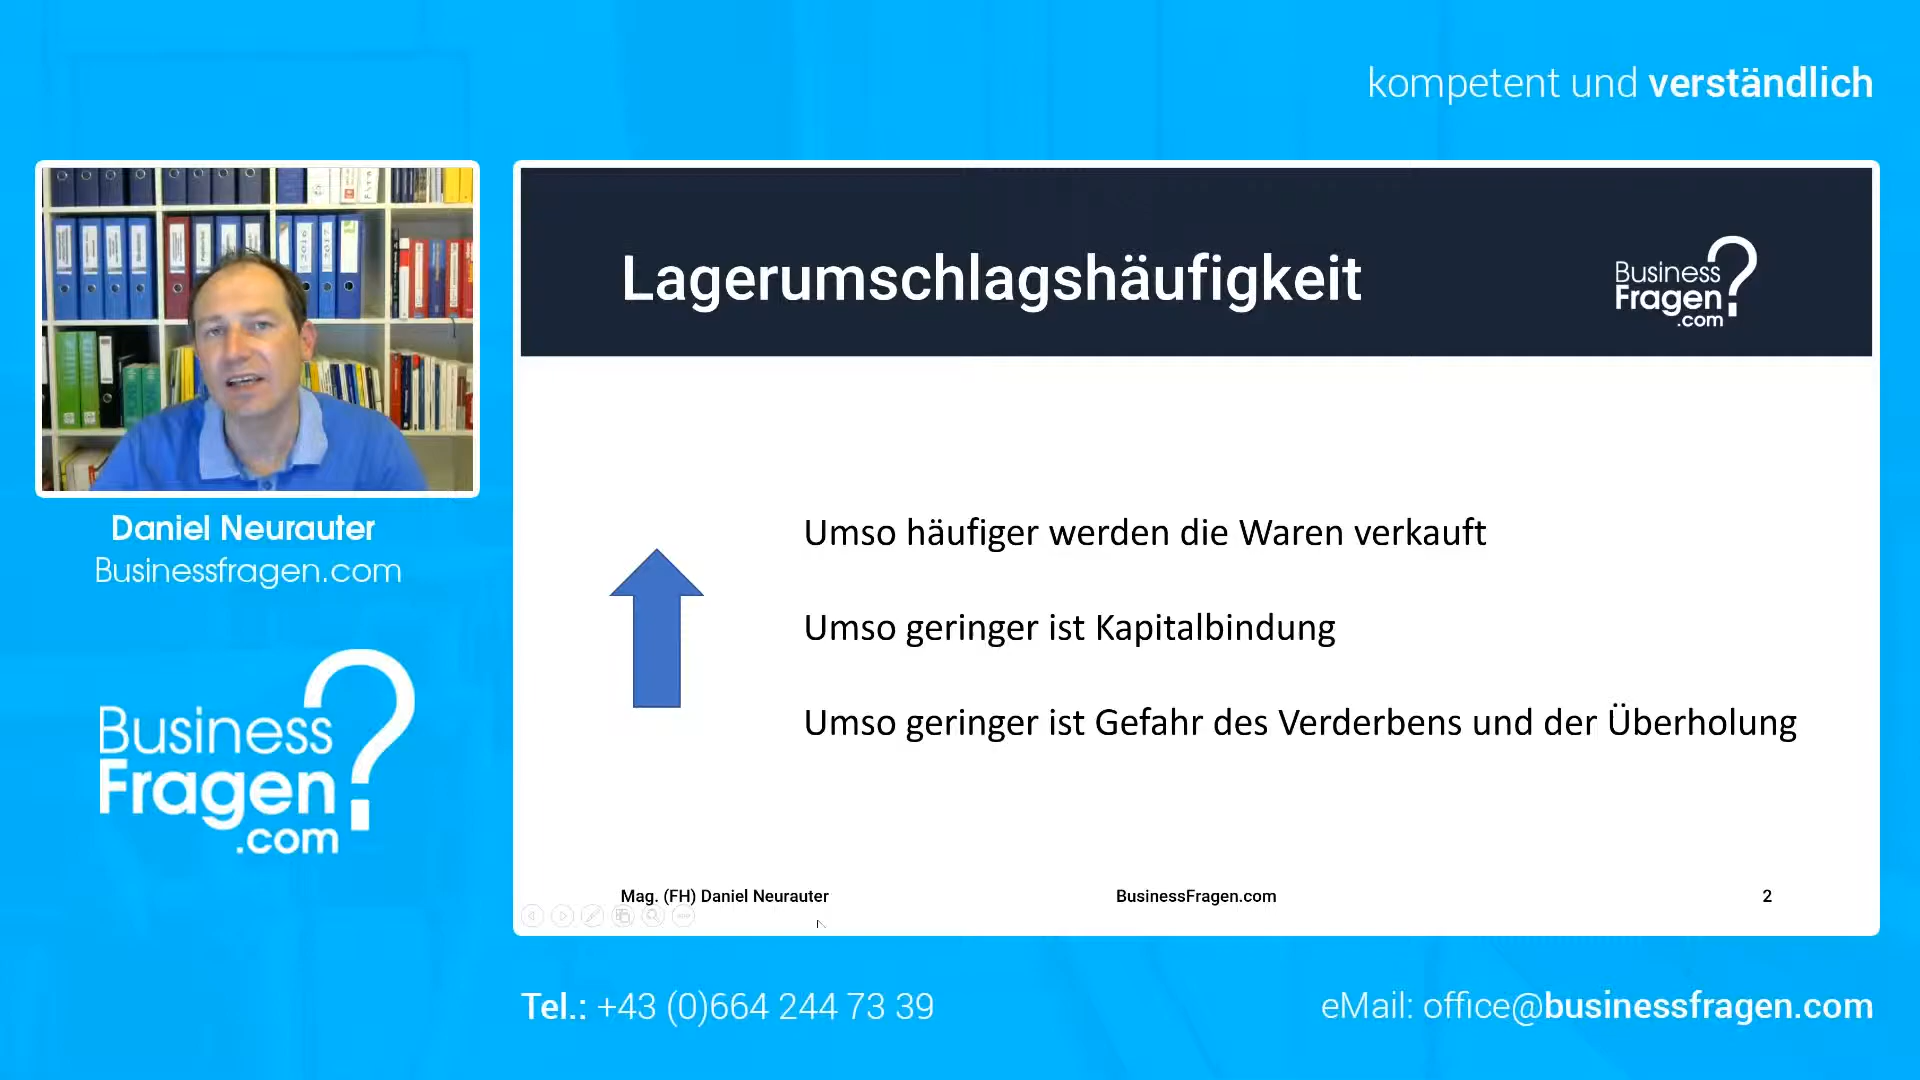 kompetent und verständlich
2016
2017
Lagerumschlagshäufigkeit
Business
Fragen
.com
Umso häufiger werden die Waren verkauft
Umso geringer ist Kapitalbindung
Umso geringer ist Gefahr des Verderbens und der Überholung
Mag. (FH) Daniel Neurauter
BusinessFragen.com
2
Daniel Neurauter
Businessfragen.com
Business
Fragen?
.com
Tel.: +43 (0)664 244 73 39
eMail: office@businessfragen.com